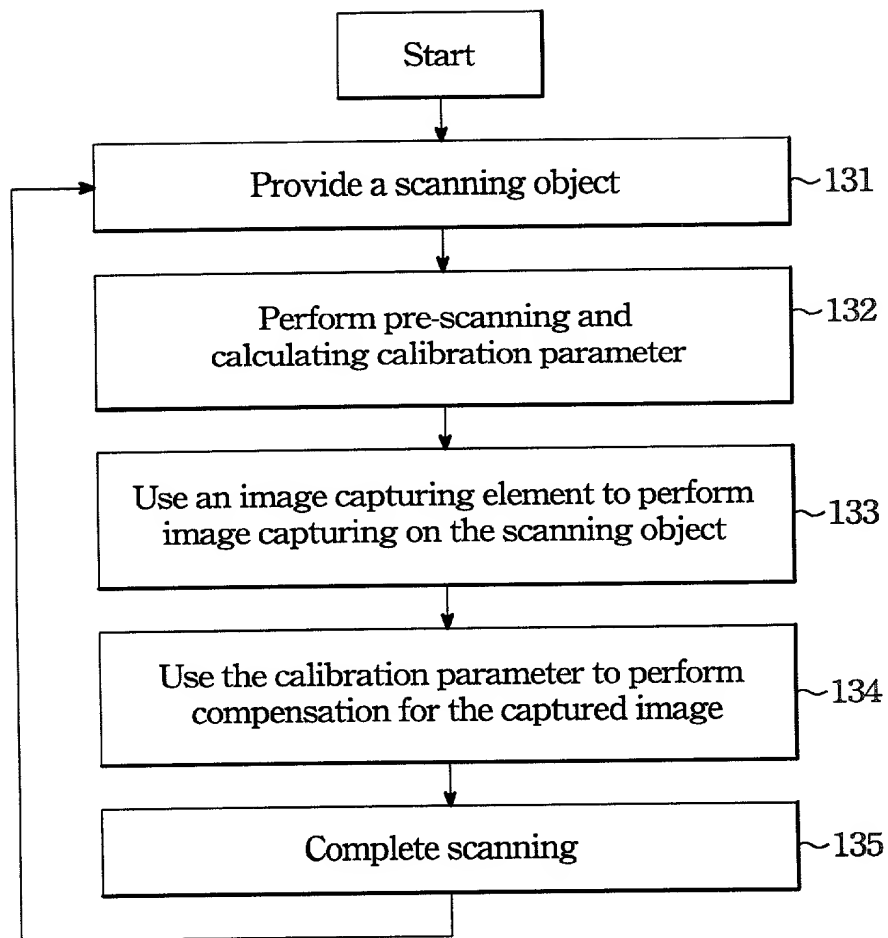 Start
Provide a scanning object
131
Perform pre-scanning and
calculating calibration parameter
132
Use an image capturing element to perform
image capturing on the scanning object
133
Use the calibration parameter to perform
compensation for the captured image
134
Complete scanning
135